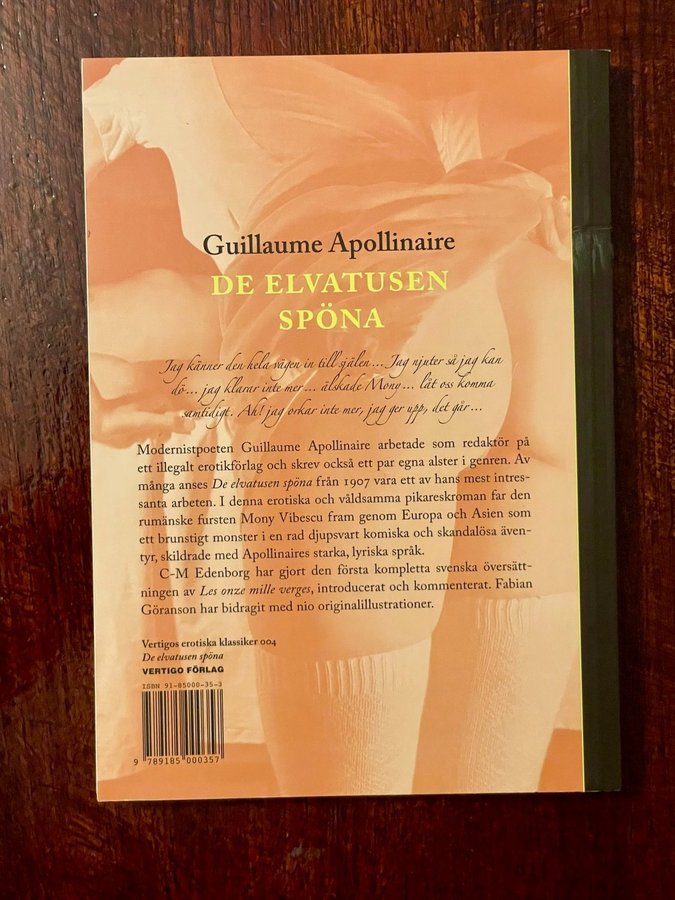 Guillaume Apollinaire
DE ELVATUSEN
SPÖNA
Jag känner den hela vägen in till själen... Jag njuter så jag kan
dö... jag klarar inte mer... älskade Mony... låt oss komma
samtidigt. Ah! jag orkar inte mer, jag ger upp, det går...
Modernistpoeten Guillaume Apollinaire arbetade som redaktör på
ett illegalt erotikförlag och skrev också ett par egna alster i genren. Av
många anses De elvatusen spöna från 1907 vara ett av hans mest intres-
santa arbeten. I denna erotiska och våldsamma pikareskroman far den
rumänske fursten Mony Vibescu fram genom Europa och Asien som
ett brunstigt monster i en rad djupsvart komiska och skandalösa även-
tyr, skildrade med Apollinaires starka, lyriska språk.
C-M Edenborg har gjort den första kompletta svenska översätt-
ningen av Les onze mille verges, introducerat och kommenterat. Fabian
Göranson har bidragit med nio originalillustrationer.
Vertigos erotiska klassiker 004
De elvatusen spöna
VERTIGO FÖRLAG
ISBN 91-85000-35-3
9 789185 000357